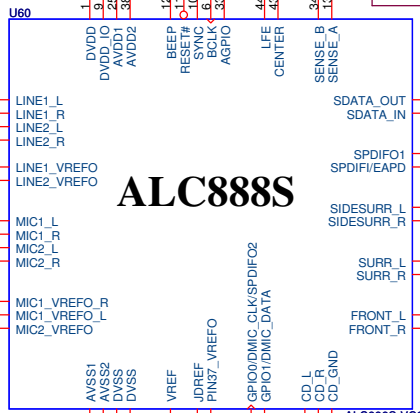 U60
DVDD
DVDD_IO
AVDD1
AVDD2
BEEP
RESET#
SYNC
BCLK
AGPIO
LFE
CENTER
SENSE_B
SENSE_A
LINE1_L
LINE1_R
LINE2_L
LINE2_R
LINE1_VREFO
LINE2_VREFO
MIC1_L
MIC1_R
MIC2_L
MIC2_R
MIC1_VREFO_R
MIC1_VREFO_L
MIC2_VREFO
ALC888S
SDATA_OUT
SDATA_IN
SPDIFO1
SPDIFI/EAPD
SIDESURR_L
SIDESURR_R
SURR_L
SURR_R
FRONT_L
FRONT_R
AVSS1
AVSS2
DVSS
DVSS
VREF
JDREF
PIN37_VREFO
GPIO0/DMIC_CLK/SPDIFO2
GPIO1/DMIC_DATA
CD_L
CD_R
CD_GND